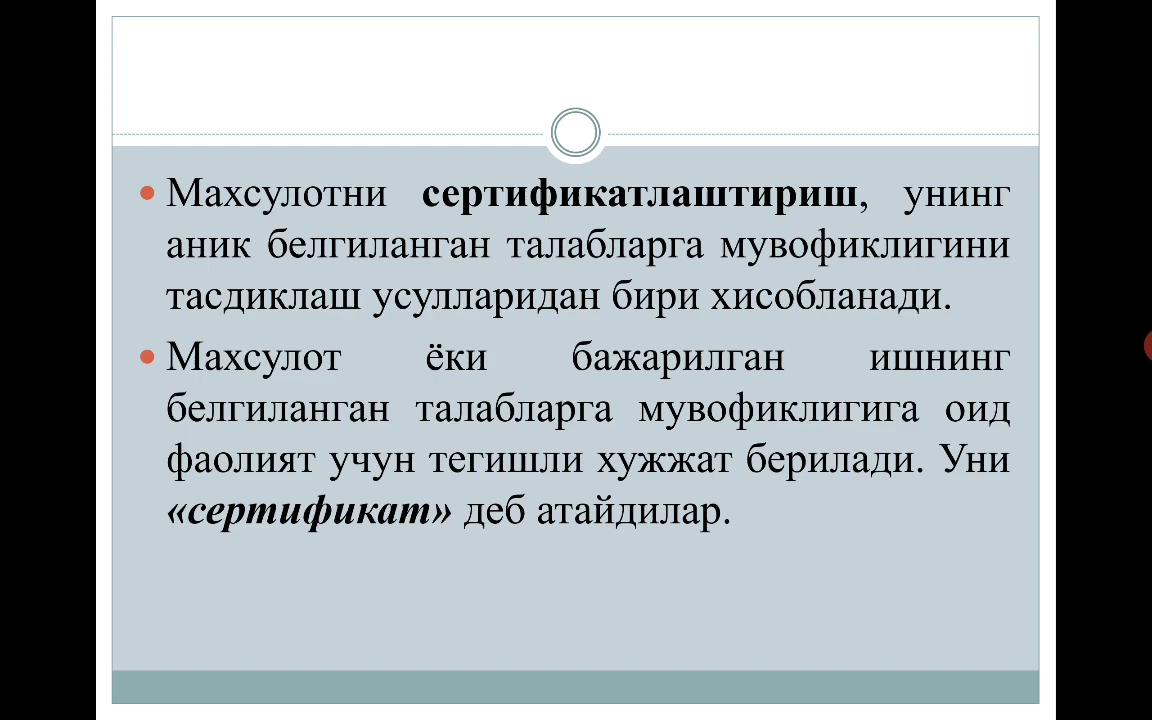 Махсулотни сертификатлаштириш, унинг
аник белгиланган талабларга мувофиклигини
тасдиклаш усулларидан бири хисобланади.
Махсулот ёки бажарилган ишнинг
белгиланган талабларга мувофиклигига оид
фаолият учун тегишли хужжат берилади. Уни
«сертификат» деб атайдилар.